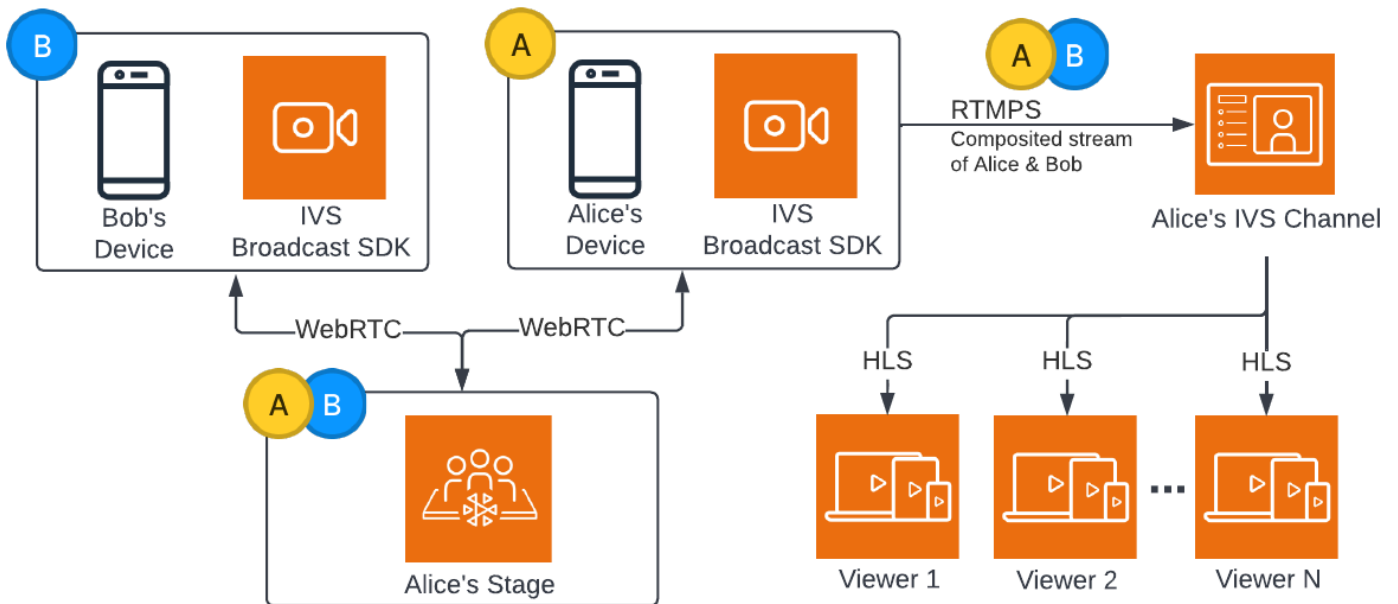 B
Bob's
Device
IVS
Broadcast SDK
A
Alice's
Device
IVS
Broadcast SDK
A
B
RTMPS
Composited stream
of Alice & Bob
Alice's IVS Channel
WebRTC
WebRTC
A
B
Alice's Stage
HLS
HLS
HLS
Viewer 1
Viewer 2
Viewer N